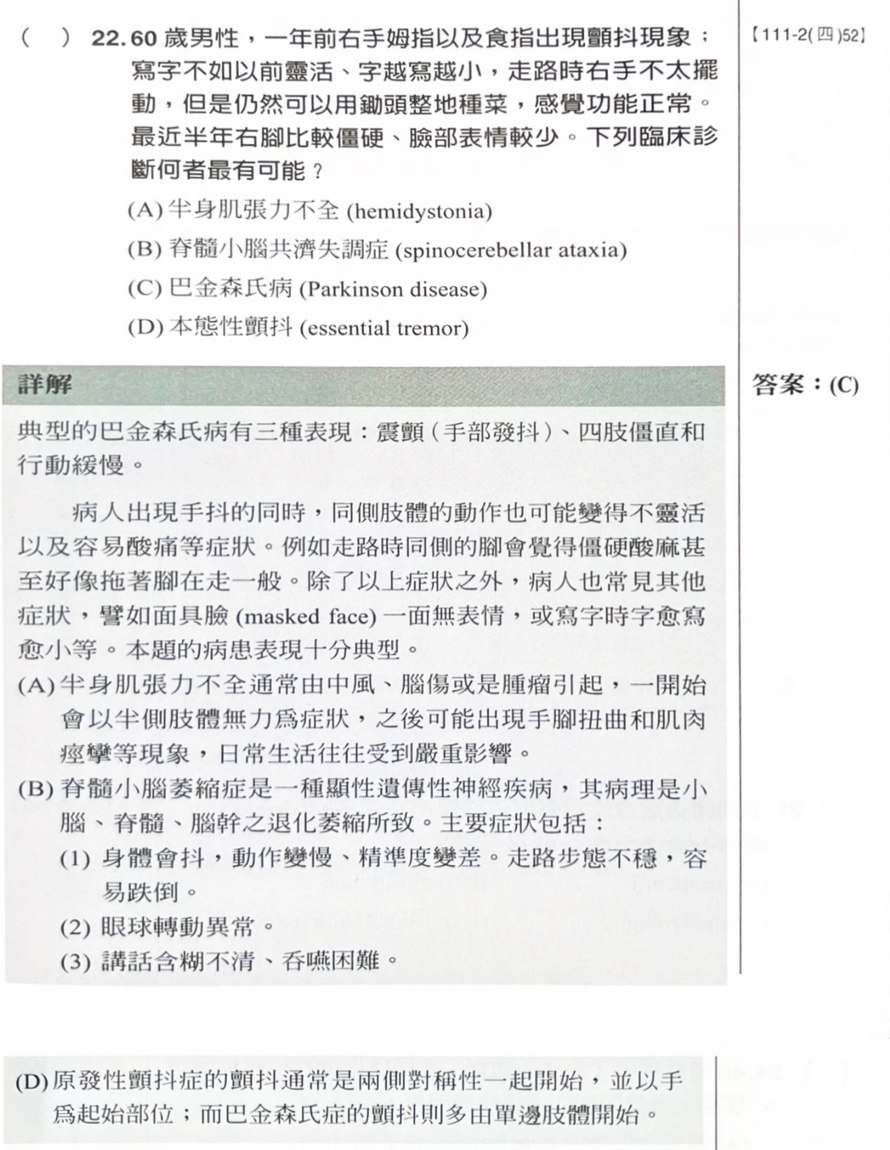 (　) 22. 60 歲男性，一年前右手姆指以及食指出現顫抖現象；
寫字不如以前靈活、字越寫越小，走路時右手不太擺
動，但是仍然可以用鋤頭整地種菜，感覺功能正常。
最近半年右腳比較僵硬、臉部表情較少。下列臨床診
斷何者最有可能？
(A) 半身肌張力不全 (hemidystonia)
(B) 脊髓小腦共濟失調症 (spinocerebellar ataxia)
(C) 巴金森氏病 (Parkinson disease)
(D) 本態性顫抖 (essential tremor)
【111-2(四)52】
詳解
答案：(C)
典型的巴金森氏病有三種表現：震顫（手部發抖）、四肢僵直和
行動緩慢。
病人出現手抖的同時，同側肢體的動作也可能變得不靈活
以及容易酸痛等症狀。例如走路時同側的腳會覺得僵硬酸麻甚
至好像拖著腳在走一般。除了以上症狀之外，病人也常見其他
症狀，譬如面具臉 (masked face) 一面無表情，或寫字時字愈寫
愈小等。本題的病患表現十分典型。
(A) 半身肌張力不全通常由中風、腦傷或是腫瘤引起，一開始
會以半側肢體無力爲症狀，之後可能出現手腳扭曲和肌肉
痙攣等現象，日常生活往往受到嚴重影響。
(B) 脊髓小腦萎縮症是一種顯性遺傳性神經疾病，其病理是小
腦、脊髓、腦幹之退化萎縮所致。主要症狀包括：
(1) 身體會抖，動作變慢、精準度變差。走路步態不穩，容
易跌倒。
(2) 眼球轉動異常。
(3) 講話含糊不清、吞嚥困難。
(D) 原發性顫抖症的顫抖通常是兩側對稱性一起開始，並以手
爲起始部位；而巴金森氏症的顫抖則多由單邊肢體開始。